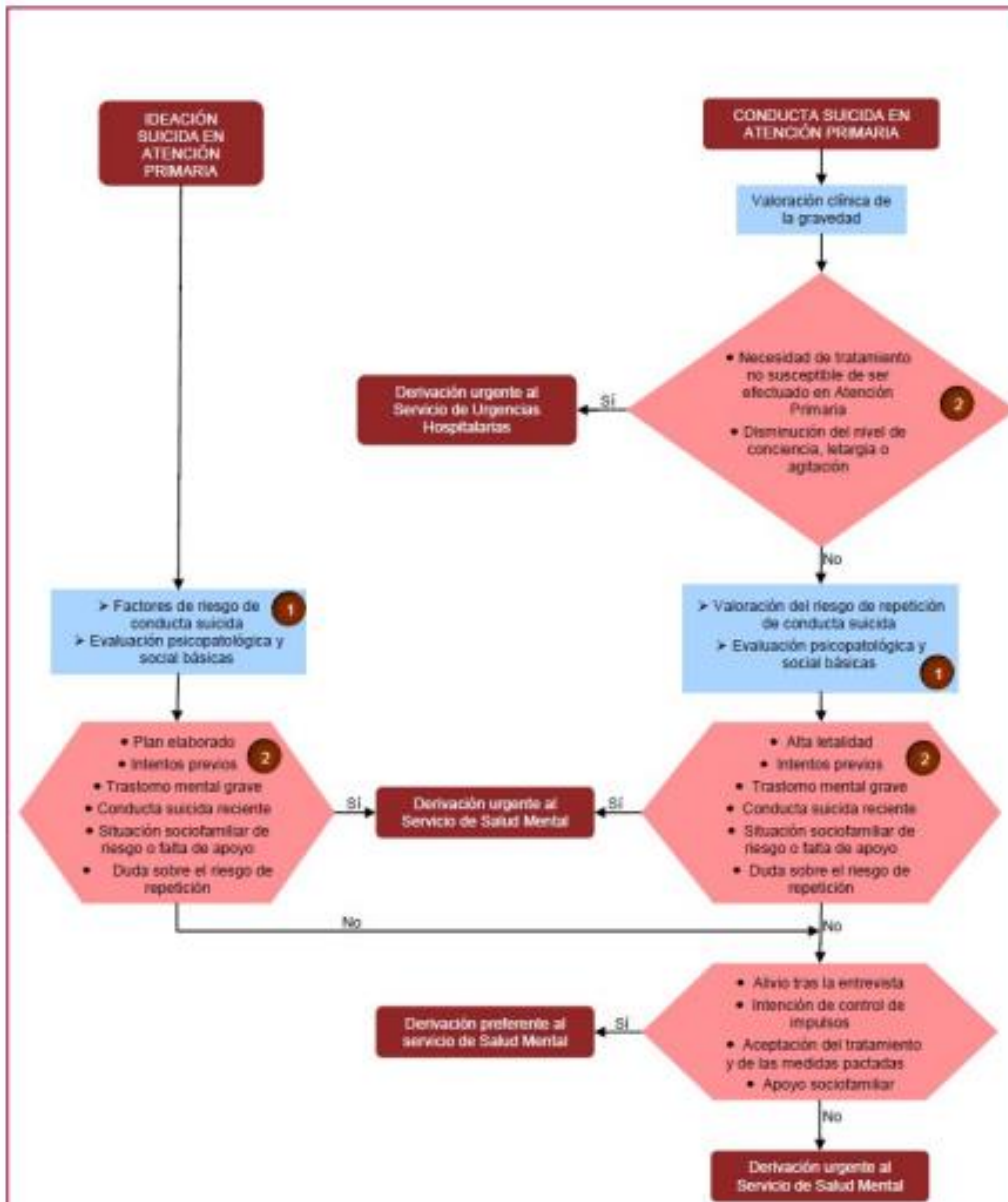 IDEACIÓN
SUICIDA EN
ATENCIÓN
PRIMARIA
CONDUCTA SUICIDA EN
ATENCIÓN PRIMARIA
Valoración clínica de
la gravedad
• Necesidad de tratamiento
no susceptible de ser
efectuado en Atención
Primaria
• Disminución del nivel de
conciencia, letargia o
agitación
2
Sí
Derivación urgente al
Servicio de Urgencias
Hospitalarias
No
➤ Factores de riesgo de
conducta suicida
➤ Evaluación psicopatológica y
social básicas
1
➤ Valoración del riesgo de repetición
de conducta suicida
➤ Evaluación psicopatológica y
social básicas
1
• Plan elaborado
• Intentos previos
• Trastorno mental grave
• Conducta suicida reciente
• Situación sociofamiliar de
riesgo o falta de apoyo
• Duda sobre el riesgo de
repetición
2
Sí
Derivación urgente al
Servicio de Salud Mental
Sí
• Alta letalidad
• Intentos previos
• Trastorno mental grave
• Conducta suicida reciente
• Situación sociofamiliar de
riesgo o falta de apoyo
• Duda sobre el riesgo de
repetición
2
No
No
• Alivio tras la entrevista
• Intención de control de
impulsos
• Aceptación del tratamiento
y de las medidas pactadas
• Apoyo sociofamiliar
Sí
Derivación preferente al
servicio de Salud Mental
No
Derivación urgente al
Servicio de Salud Mental